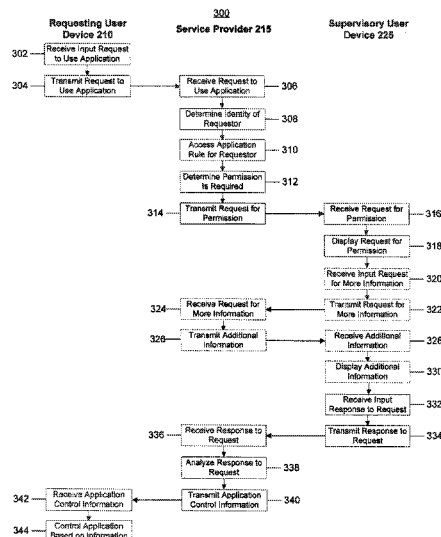 300
Requesting User
Device 210
Service Provider 215
Supervisory User
Device 225
302
Receive Input Request
to Use Application
304
Transmit Request to
Use Application
Receive Request to
Use Application
306
Determine Identity of
Requestor
308
Access Application
Rule for Requestor
310
Determine Permission
Is Required
312
314
Transmit Request for
Permission
Receive Request for
Permission
316
Display Request for
Permission
318
Receive Input Request
for More Information
320
324
Receive Request for
More Information
Transmit Request for
More Information
322
326
Transmit Additional
Information
Receive Additional
Information
328
Display Additional
Information
330
Receive Input
Response to Request
332
336
Receive Response to
Request
Transmit Response to
Request
334
Analyze Response to
Request
338
342
Receive Application
Control Information
Transmit Application
Control Information
340
344
Control Application
Based on Information